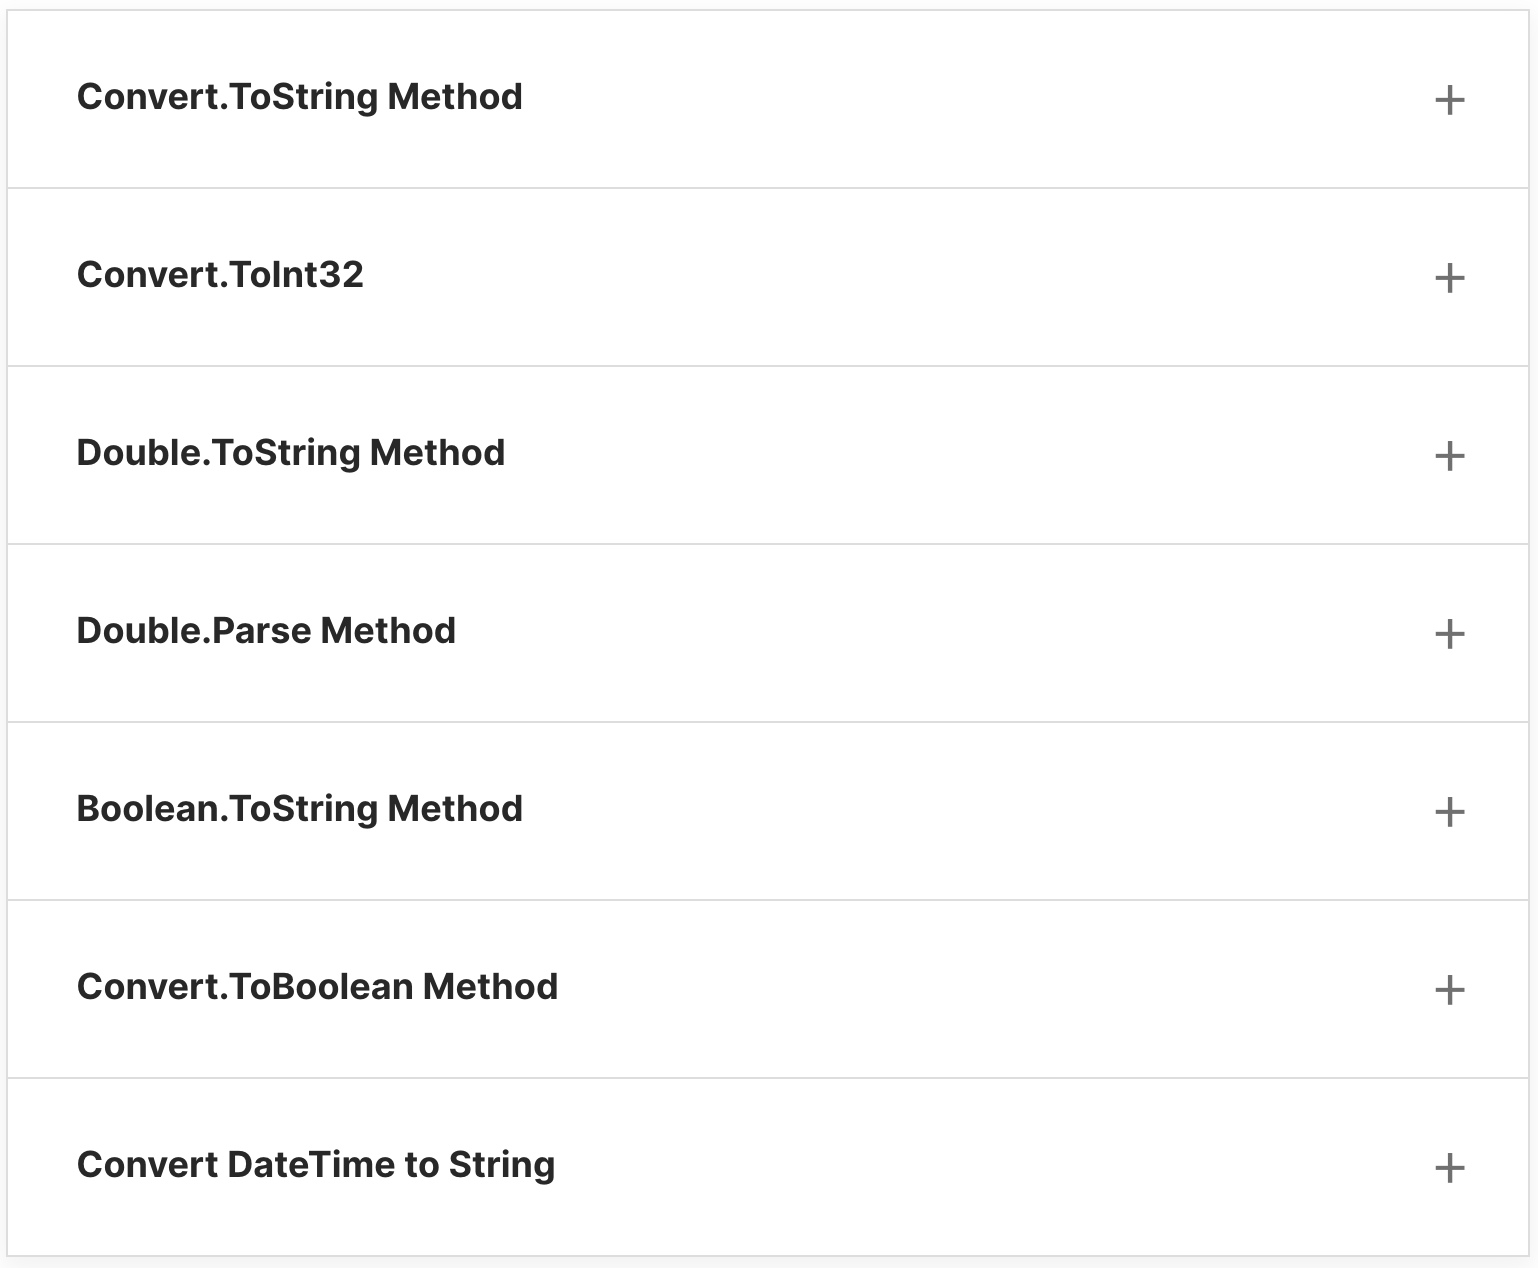 Convert.ToString Method
Convert.ToInt32
Double.ToString Method
Double.Parse Method
Boolean.ToString Method
Convert.ToBoolean Method
Convert DateTime to String